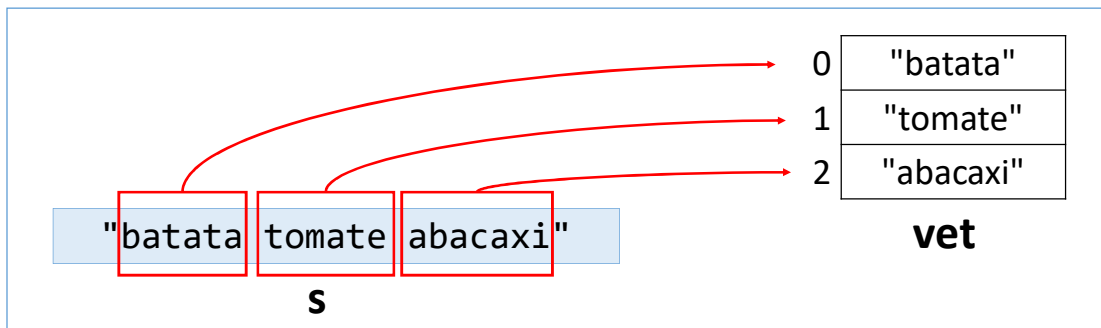 0 "batata"
1 "tomate"
2 "abacaxi"
"batata tomate abacaxi"
vet
s